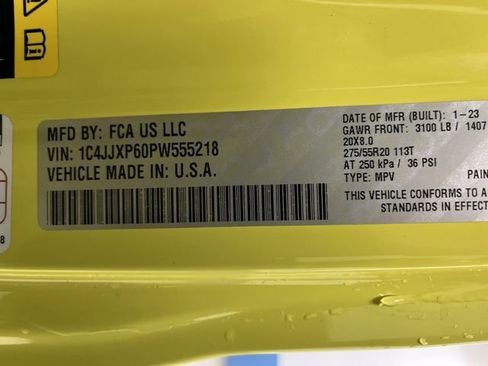 MFD BY: FCA US LLC
VIN: 1C4JJXP60PW555218
VEHICLE MADE IN: U.S.A.
DATE OF MFR (BUILT): 1-23
GAWR FRONT: 3100 LB / 1407
20X8.0
275/55R20 113T
AT 250 kPa / 36 PSI
TYPE: MPV PAIN
THIS VEHICLE CONFORMS TO A
STANDARDS IN EFFECT
8